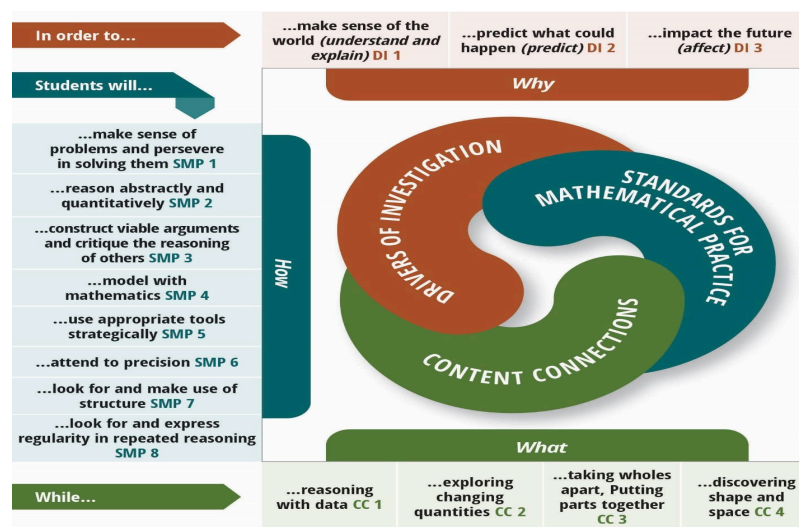 In order to...
...make sense of the
world (understand and
explain) DI 1
...predict what could
happen (predict) DI 2
...impact the future
(affect) DI 3
Students will...
Why
...make sense of
problems and persevere
in solving them SMP 1
...reason abstractly and
quantitatively SMP 2
...construct viable arguments
and critique the reasoning
of others SMP 3
...model with
mathematics SMP 4
...use appropriate tools
strategically SMP 5
...attend to precision SMP 6
...look for and make use of
structure SMP 7
...look for and express
regularity in repeated reasoning
SMP 8
How
DRIVERS OF INVESTIGATION
STANDARDS FOR
MATHEMATICAL PRACTICE
CONTENT CONNECTIONS
What
While...
...reasoning
with data CC 1
...exploring
changing
quantities CC 2
...taking wholes
apart, Putting
parts together
CC 3
...discovering
shape and
space CC 4